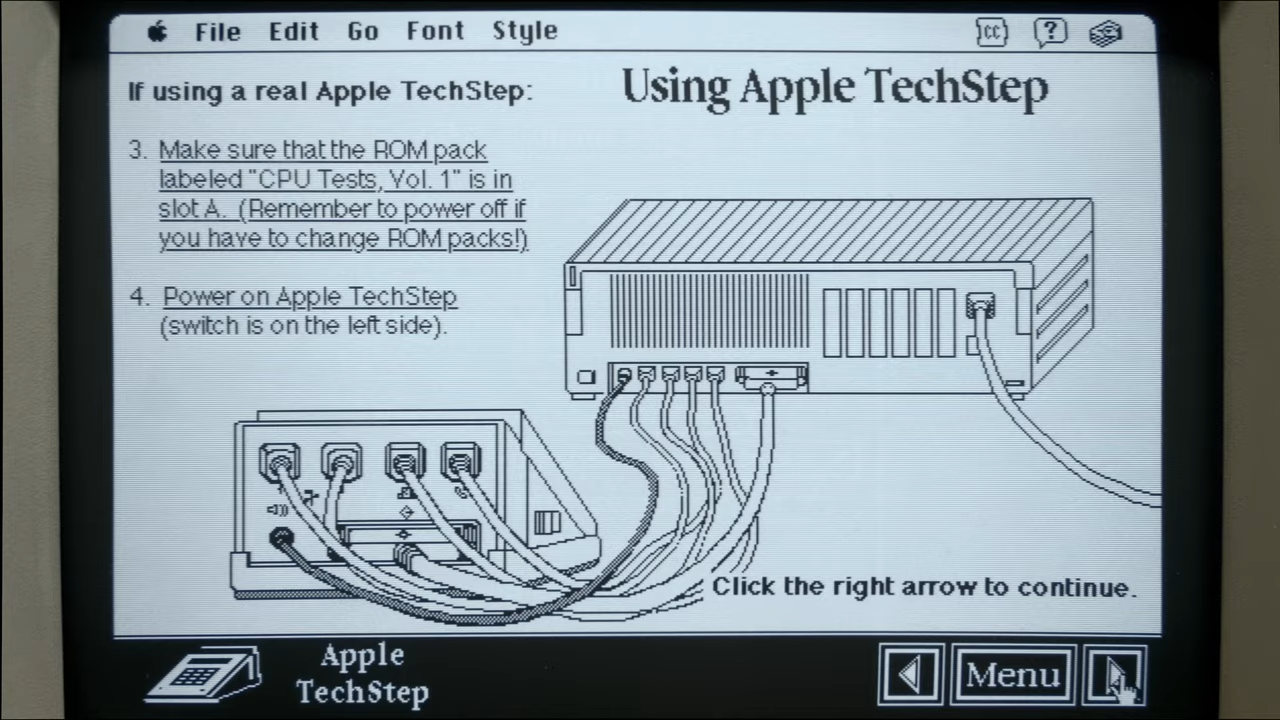 File Edit Go Font Style
CC ?
If using a real Apple TechStep:
Using Apple TechStep
3. Make sure that the ROM pack
labeled "CPU Tests, Vol. 1" is in
slot A. (Remember to power off if
you have to change ROM packs!)
4. Power on Apple TechStep
(switch is on the left side).
Click the right arrow to continue.
Apple
TechStep
Menu